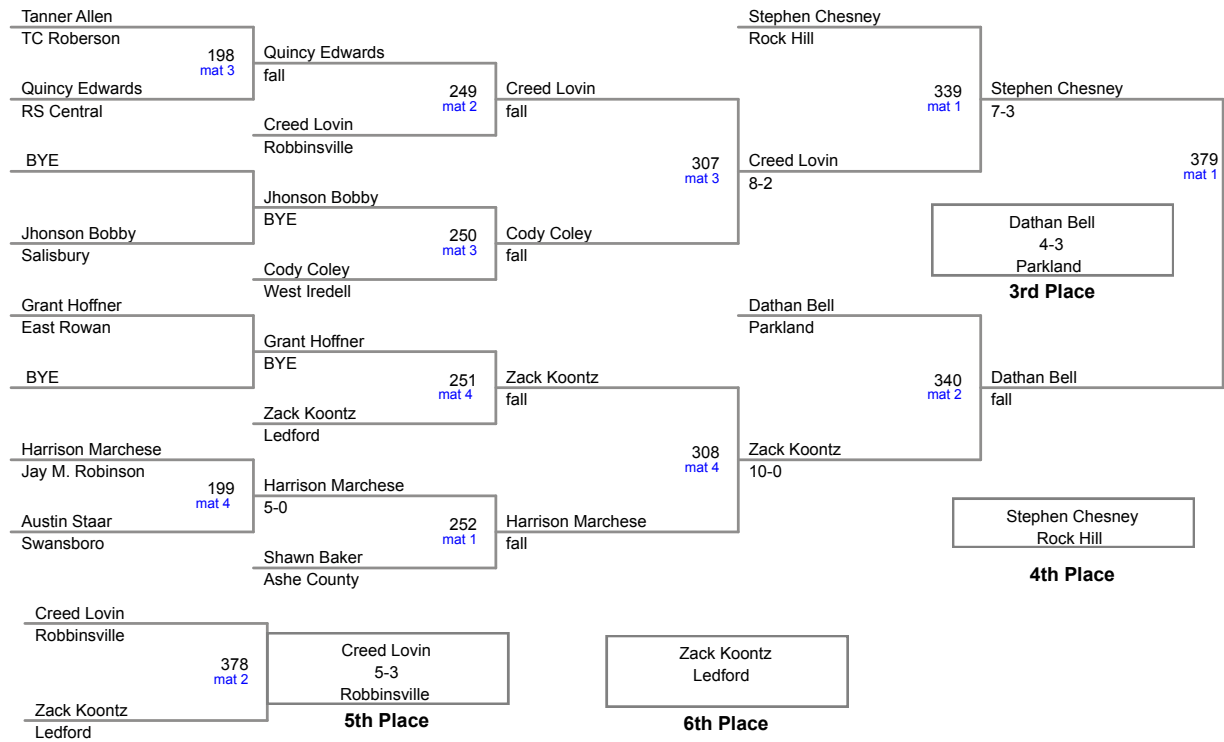 Tanner Allen
TC Roberson
198
mat 3
Quincy Edwards
RS Central
BYE
Jhonson Bobby
Salisbury
Grant Hoffner
East Rowan
BYE
Harrison Marchese
Jay M. Robinson
199
mat 4
Austin Staar
Swansboro
Quincy Edwards
fall
249
mat 2
Creed Lovin
Robbinsville
Jhonson Bobby
BYE
250
mat 3
Cody Coley
West Iredell
Grant Hoffner
BYE
251
mat 4
Zack Koontz
Ledford
Harrison Marchese
5-0
252
mat 1
Shawn Baker
Ashe County
Creed Lovin
fall
307
mat 3
Cody Coley
fall
Zack Koontz
fall
308
mat 4
Harrison Marchese
fall
Stephen Chesney
Rock Hill
339
mat 1
Creed Lovin
8-2
Dathan Bell
Parkland
340
mat 2
Zack Koontz
10-0
Stephen Chesney
7-3
379
mat 1
Dathan Bell
fall
Dathan Bell
4-3
Parkland
3rd Place
Stephen Chesney
Rock Hill
4th Place
Creed Lovin
Robbinsville
378
mat 2
Zack Koontz
Ledford
Creed Lovin
5-3
Robbinsville
5th Place
Zack Koontz
Ledford
6th Place